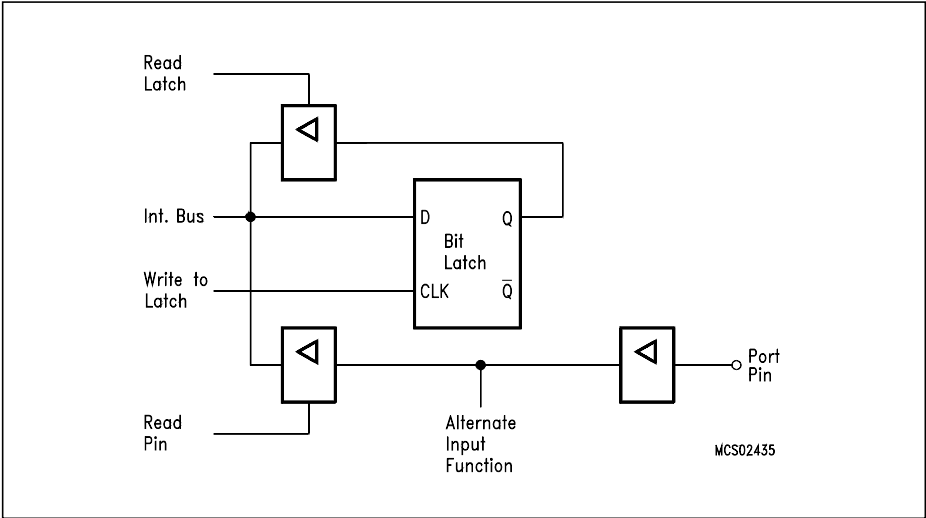 Read
Latch
Int. Bus
D
Q
Bit
Latch
Write to
Latch
CLK
Q̅
Port
Pin
Read
Pin
Alternate
Input
Function
MCS02435